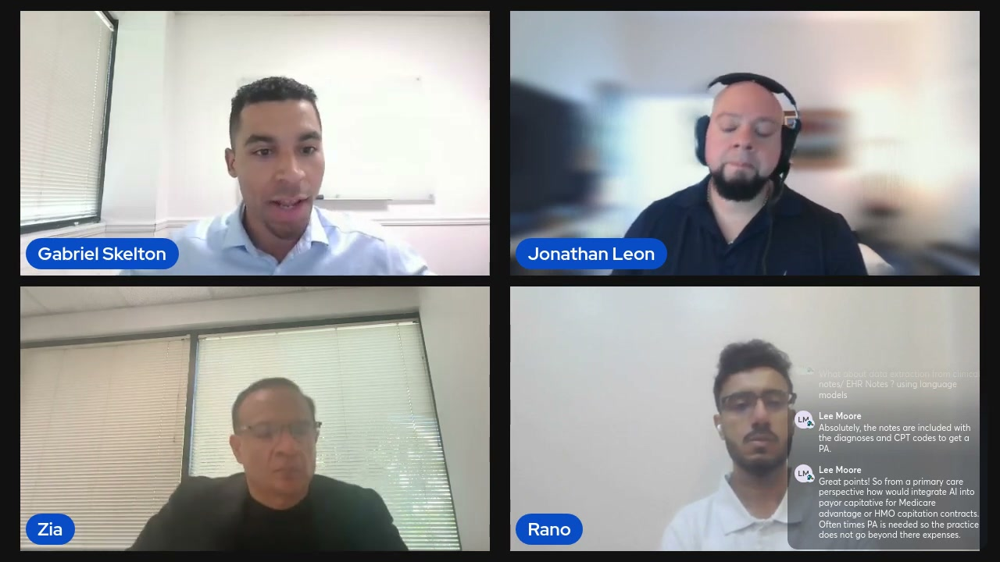 Gabriel Skelton
Jonathan Leon
Zia
Rano
What about data extraction from clinical
notes/ EHR Notes ? using language
models
LM
Lee Moore
Absolutely, the notes are included with
the diagnoses and CPT codes to get a
PA.
LM
Lee Moore
Great points! So from a primary care
perspective how would integrate AI into
payor capitative for Medicare
advantage or HMO capitation contracts.
Often times PA is needed so the practice
does not go beyond there expenses.